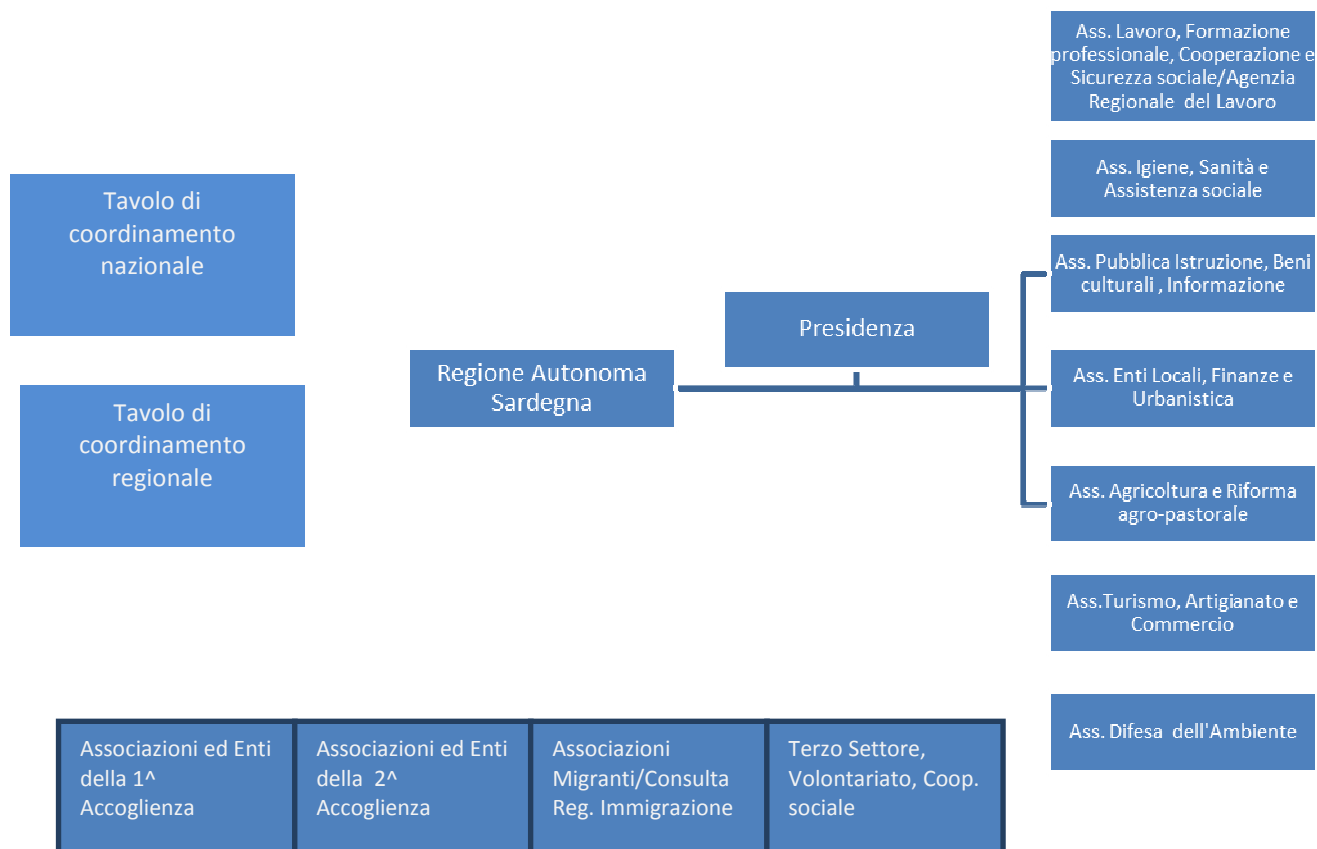 Ass. Lavoro, Formazione
professionale, Cooperazione e
Sicurezza sociale/Agenzia
Regionale del Lavoro
Ass. Igiene, Sanità e
Assistenza sociale
Tavolo di
coordinamento
nazionale
Ass. Pubblica Istruzione, Beni
culturali , Informazione
Presidenza
Regione Autonoma
Sardegna
Ass. Enti Locali, Finanze e
Urbanistica
Tavolo di
coordinamento
regionale
Ass. Agricoltura e Riforma
agro-pastorale
Ass.Turismo, Artigianato e
Commercio
Ass. Difesa dell'Ambiente
Associazioni ed Enti
della 1^
Accoglienza
Associazioni ed Enti
della 2^
Accoglienza
Associazioni
Migranti/Consulta
Reg. Immigrazione
Terzo Settore,
Volontariato, Coop.
sociale